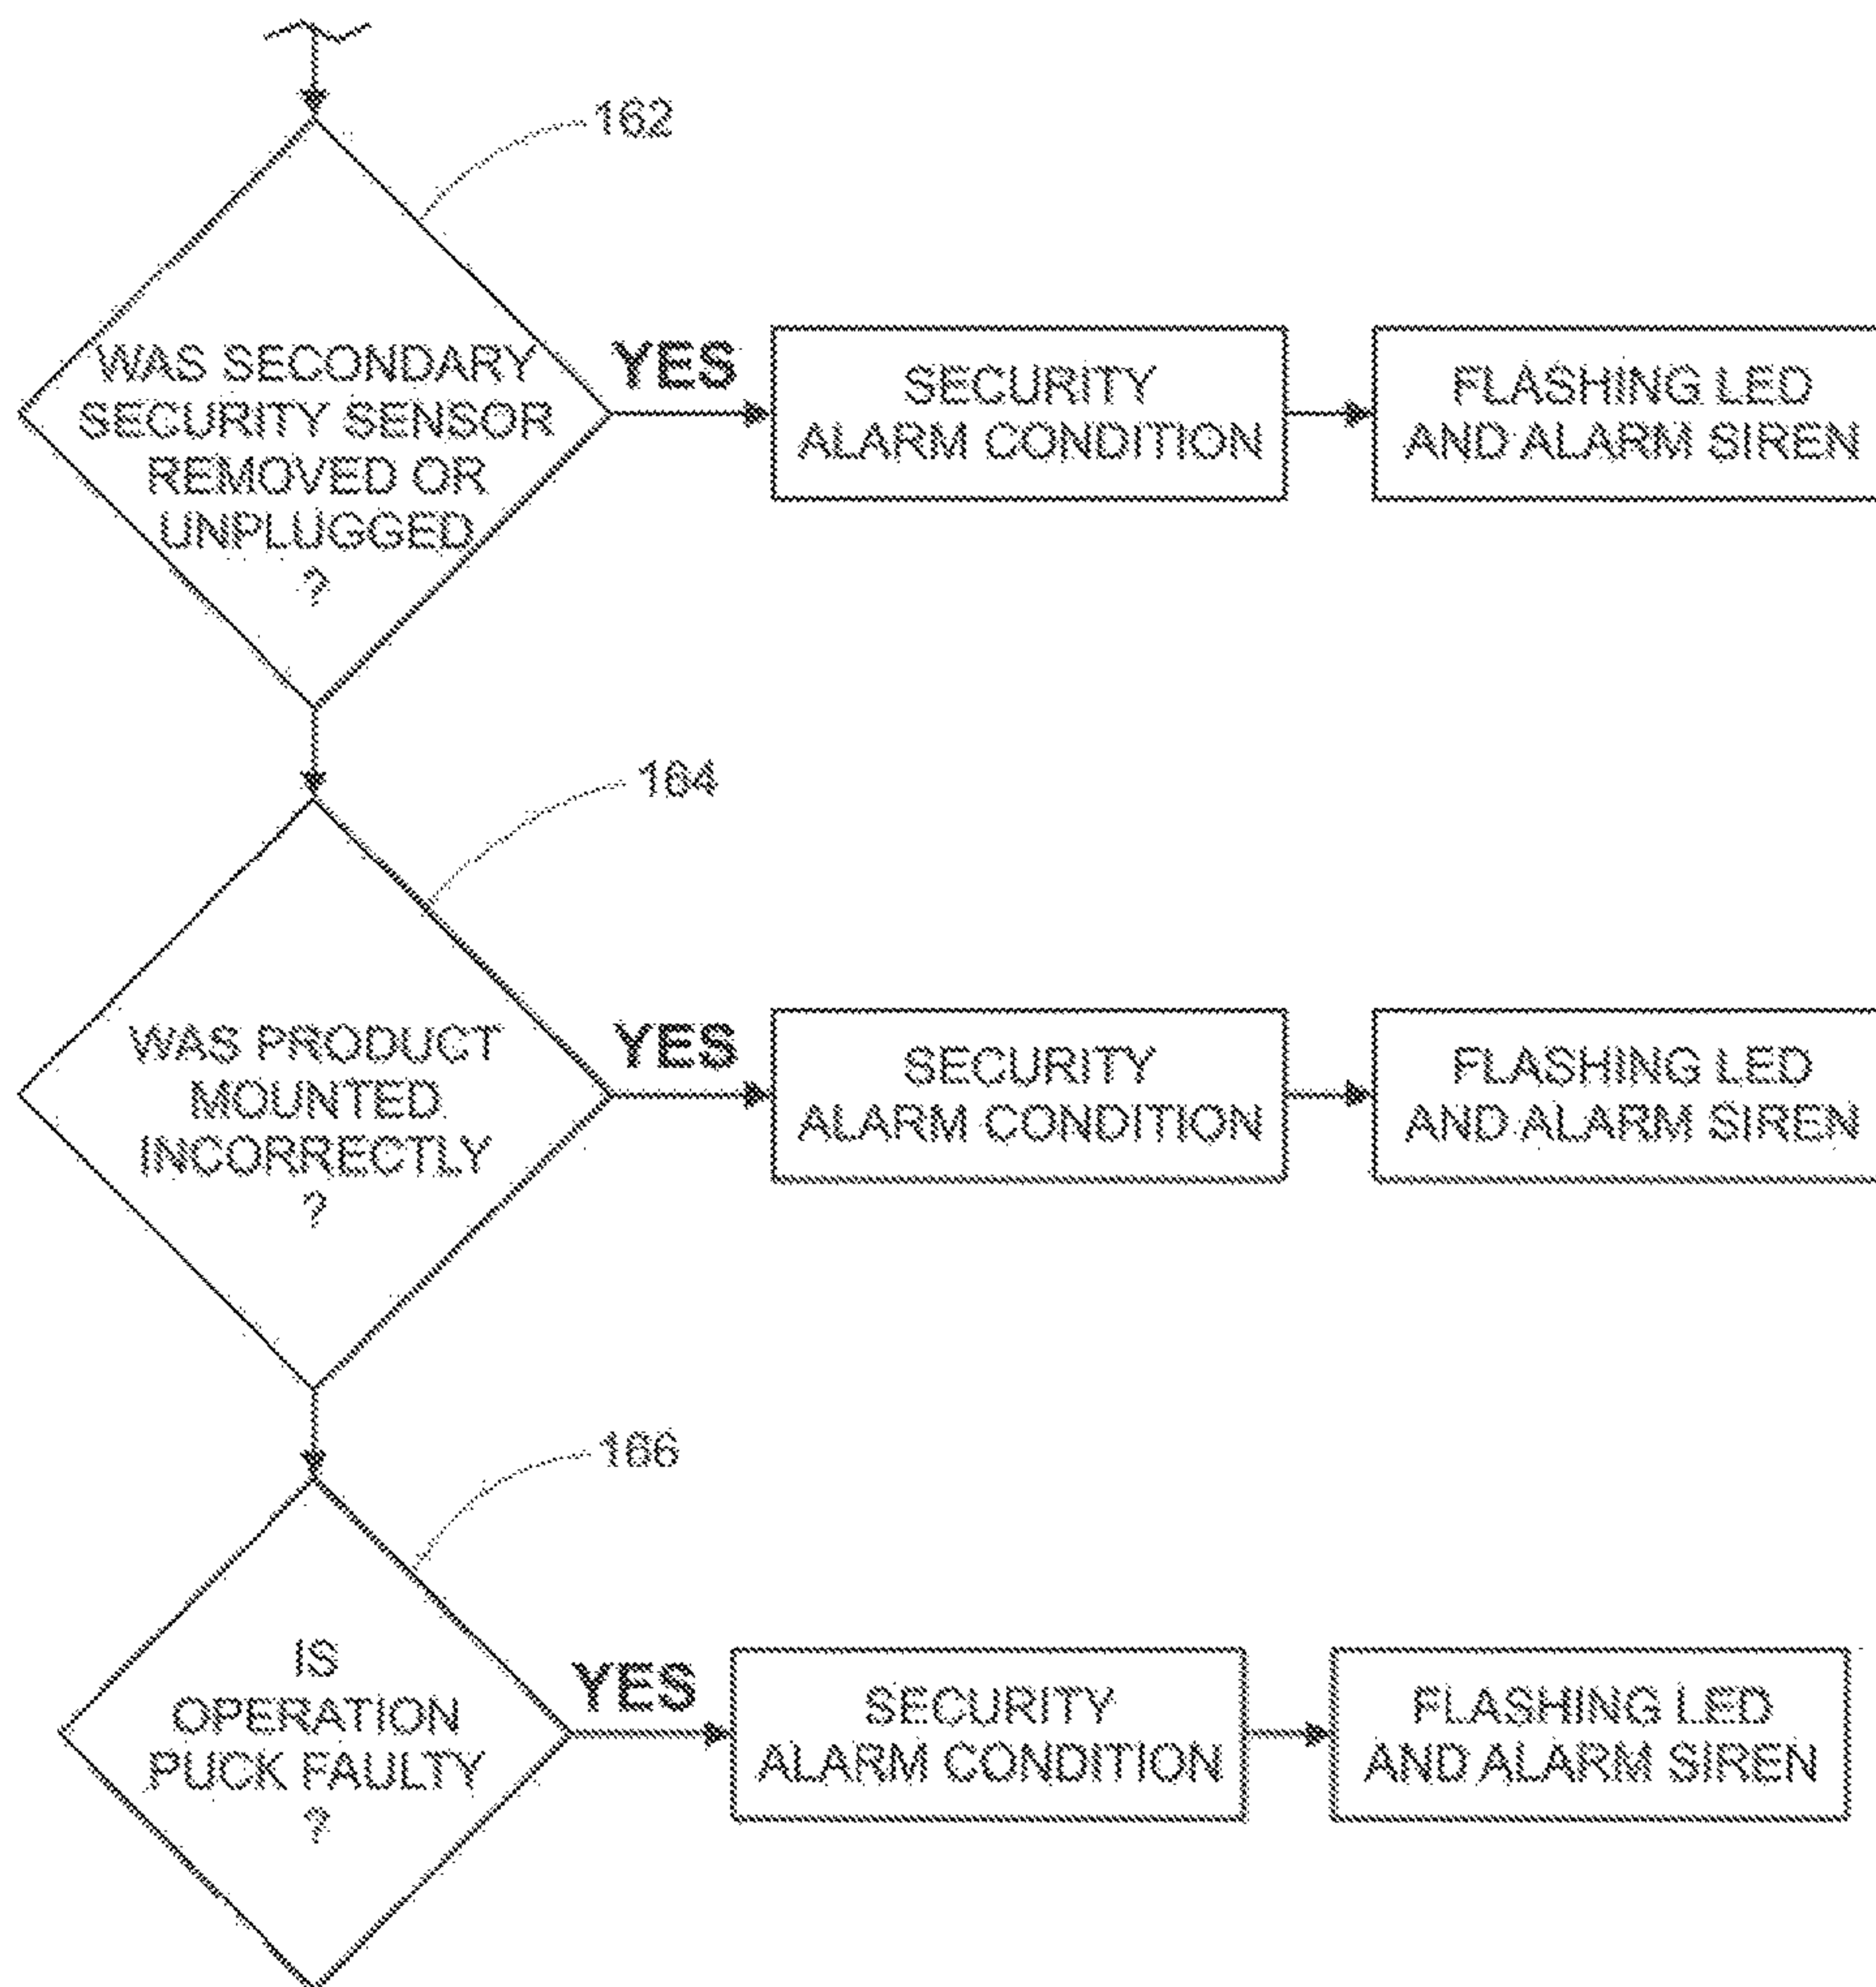 162
WAS SECONDARY
SECURITY SENSOR
REMOVED OR
UNPLUGGED
?
YES
SECURITY
ALARM CONDITION
FLASHING LED
AND ALARM SIREN
164
WAS PRODUCT
MOUNTED
INCORRECTLY
?
YES
SECURITY
ALARM CONDITION
FLASHING LED
AND ALARM SIREN
166
IS
OPERATION
PUCK FAULTY
?
YES
SECURITY
ALARM CONDITION
FLASHING LED
AND ALARM SIREN